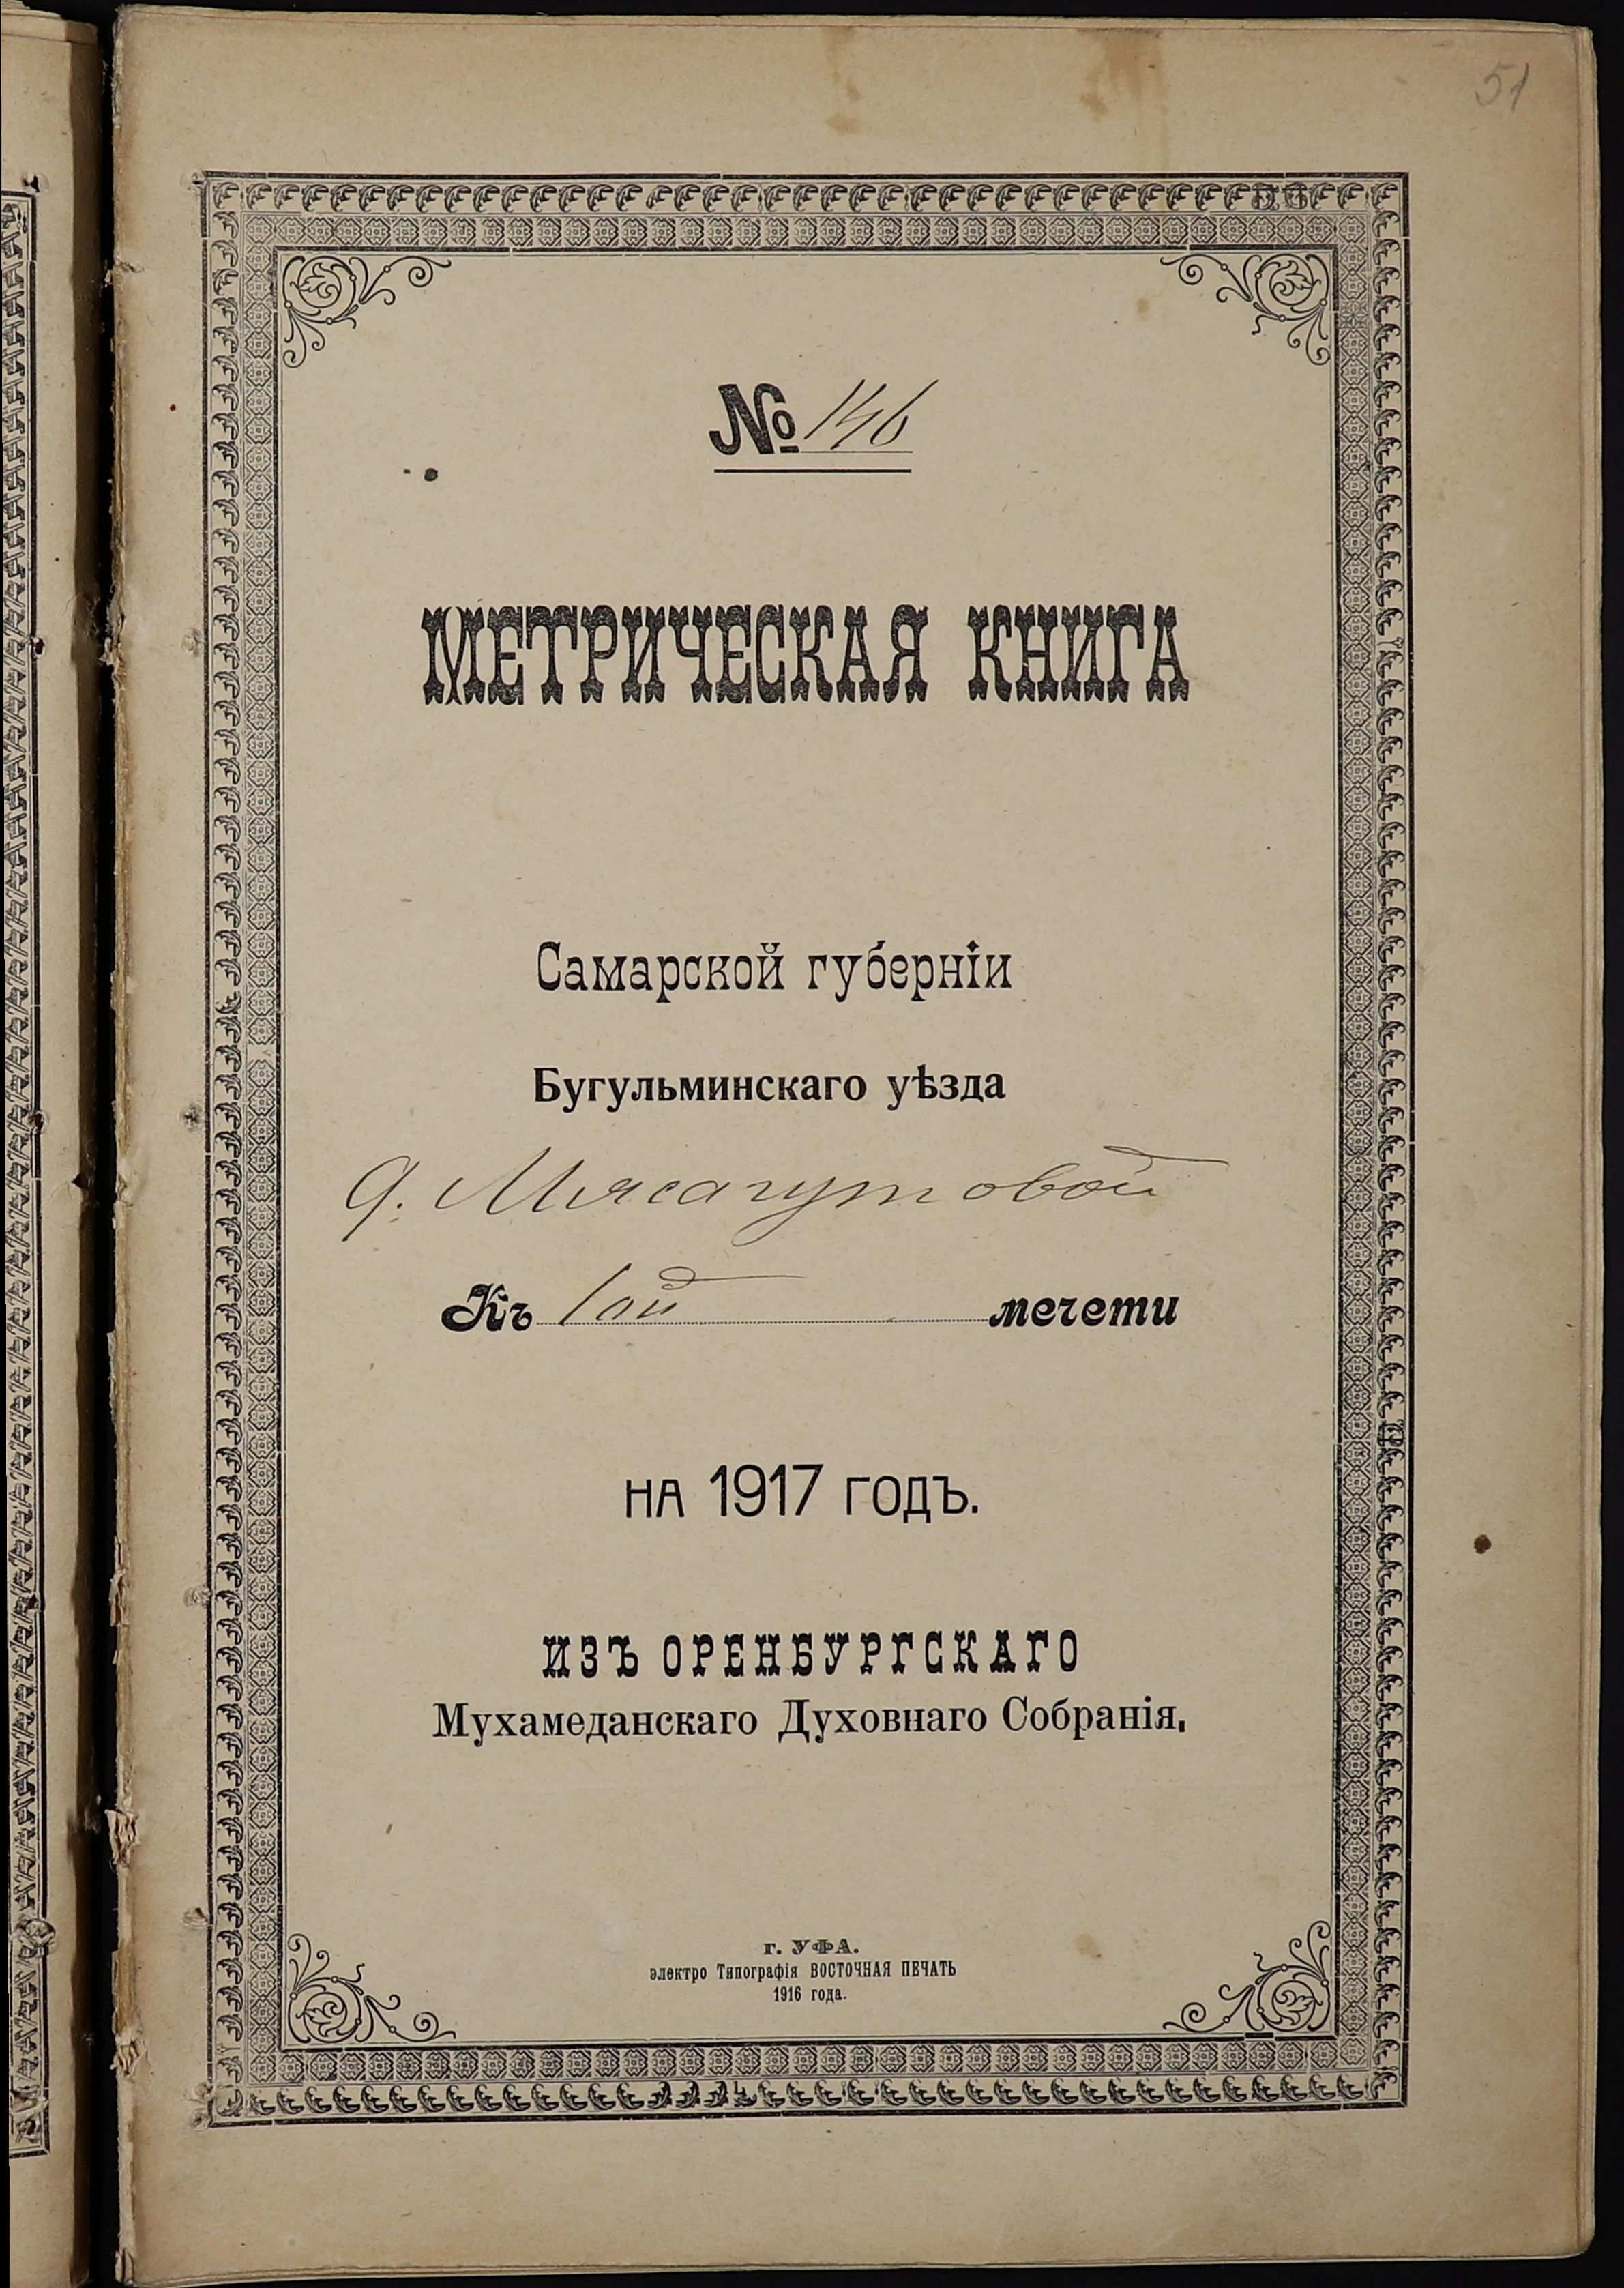 51
№ 146
МЕТРИЧЕСКАЯ КНИГА
Самарской губерніи
Бугульминскаго уѣзда
д. Мясагутовой
Къ 1ой мечети
на 1917 годъ.
ИЗЪ ОРЕНБУРГСКАГО
Мухамеданскаго Духовнаго Собранія.
г. УФА.
электро Типографія ВОСТОЧНАЯ ПЕЧАТЬ
1916 года.